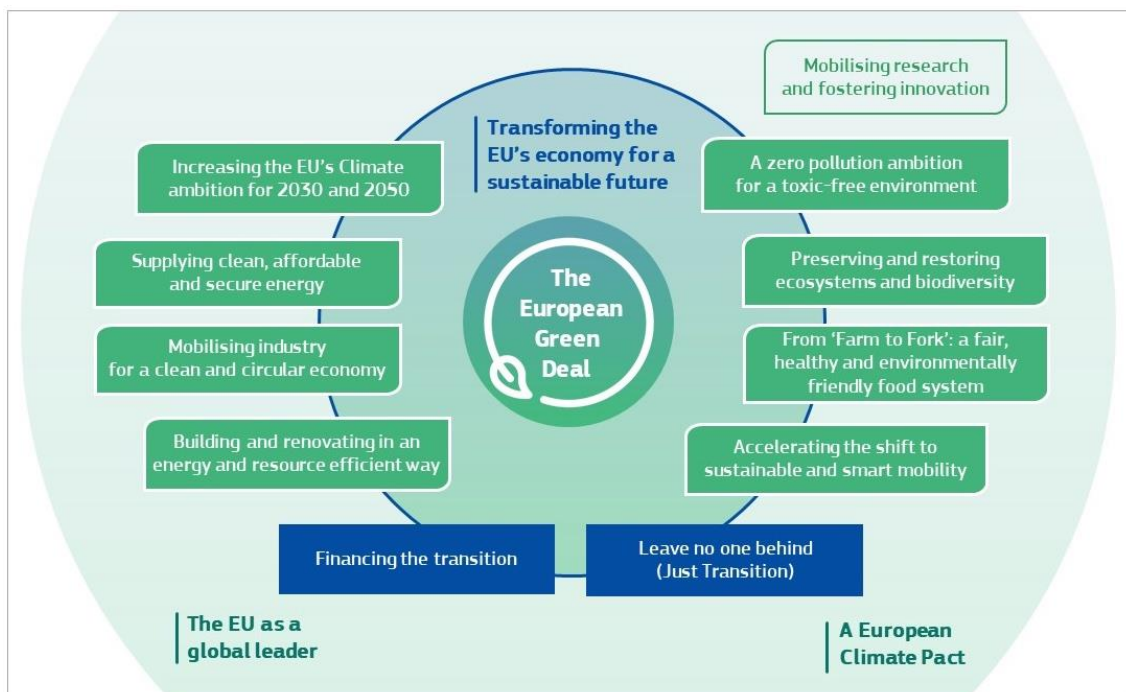 Mobilising research
and fostering innovation
Transforming the
EU's economy for a
sustainable future
Increasing the EU's Climate
ambition for 2030 and 2050
A zero pollution ambition
for a toxic-free environment
Supplying clean, affordable
and secure energy
The
European
Green
Deal
Preserving and restoring
ecosystems and biodiversity
Mobilising industry
for a clean and circular economy
From ‘Farm to Fork’: a fair,
healthy and environmentally
friendly food system
Building and renovating in an
energy and resource efficient way
Accelerating the shift to
sustainable and smart mobility
Financing the transition
Leave no one behind
(Just Transition)
The EU as a
global leader
A European
Climate Pact